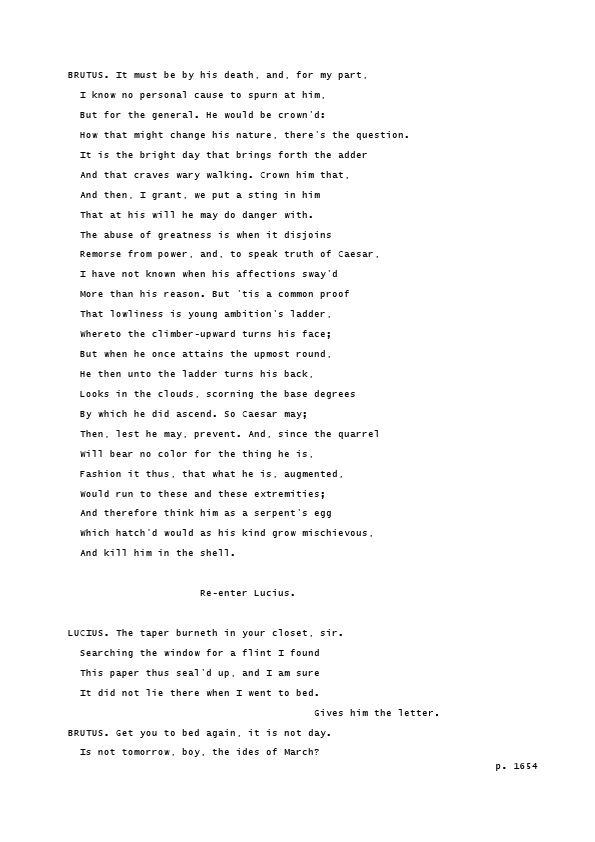 BRUTUS. It must be by his death, and, for my part,
I know no personal cause to spurn at him,
But for the general. He would be crown'd:
How that might change his nature, there's the question.
It is the bright day that brings forth the adder
And that craves wary walking. Crown him that,
And then, I grant, we put a sting in him
That at his will he may do danger with.
The abuse of greatness is when it disjoins
Remorse from power, and, to speak truth of Caesar,
I have not known when his affections sway'd
More than his reason. But 'tis a common proof
That lowliness is young ambition's ladder,
Whereto the climber-upward turns his face;
But when he once attains the upmost round,
He then unto the ladder turns his back,
Looks in the clouds, scorning the base degrees
By which he did ascend. So Caesar may;
Then, lest he may, prevent. And, since the quarrel
Will bear no color for the thing he is,
Fashion it thus, that what he is, augmented,
Would run to these and these extremities;
And therefore think him as a serpent's egg
Which hatch'd would as his kind grow mischievous,
And kill him in the shell.
Re-enter Lucius.
LUCIUS. The taper burneth in your closet, sir.
Searching the window for a flint I found
This paper thus seal'd up, and I am sure
It did not lie there when I went to bed.
Gives him the letter.
BRUTUS. Get you to bed again, it is not day.
Is not tomorrow, boy, the ides of March?
p. 1654